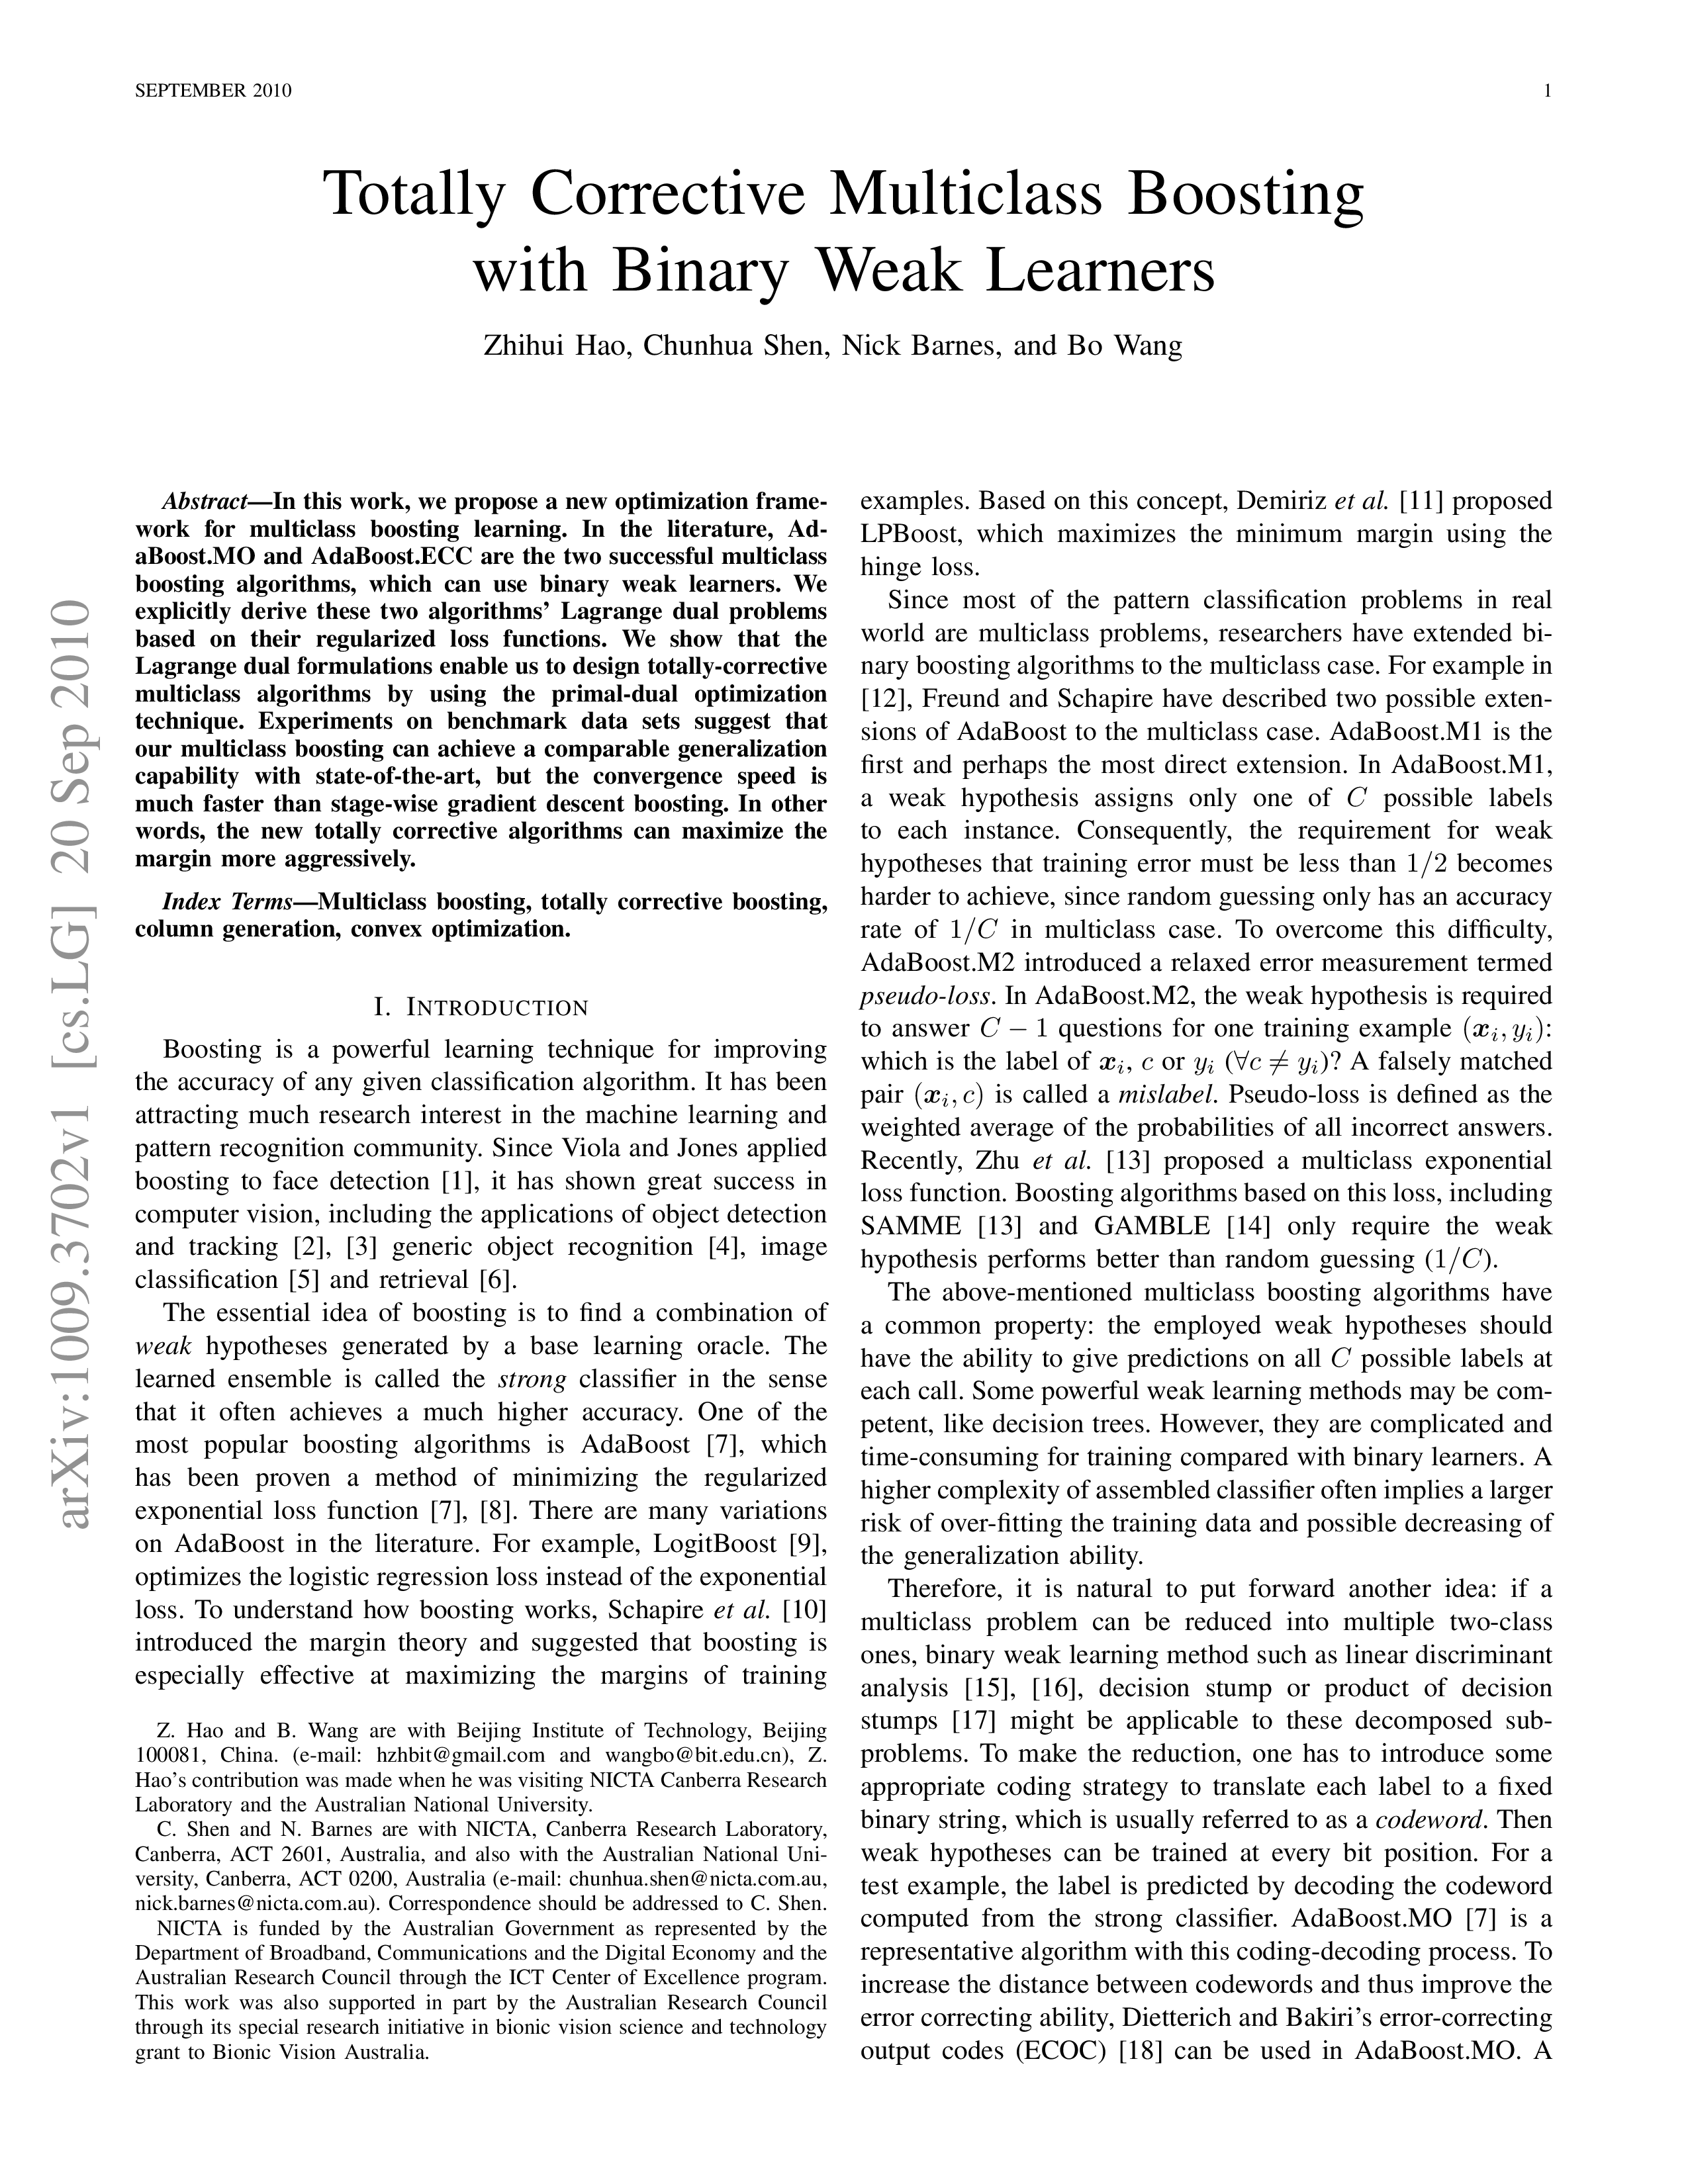 SEPTEMBER 2010
1
Totally Corrective Multiclass Boosting
with Binary Weak Learners
Zhihui Hao, Chunhua Shen, Nick Barnes, and Bo Wang
Abstract—In this work, we propose a new optimization frame-
work for multiclass boosting learning. In the literature, Ad-
aBoost.MO and AdaBoost.ECC are the two successful multiclass
boosting algorithms, which can use binary weak learners. We
explicitly derive these two algorithms' Lagrange dual problems
based on their regularized loss functions. We show that the
Lagrange dual formulations enable us to design totally-corrective
multiclass algorithms by using the primal-dual optimization
technique. Experiments on benchmark data sets suggest that
our multiclass boosting can achieve a comparable generalization
capability with state-of-the-art, but the convergence speed is
much faster than stage-wise gradient descent boosting. In other
words, the new totally corrective algorithms can maximize the
margin more aggressively.
Index Terms—Multiclass boosting, totally corrective boosting,
column generation, convex optimization.
I. INTRODUCTION
Boosting is a powerful learning technique for improving
the accuracy of any given classification algorithm. It has been
attracting much research interest in the machine learning and
pattern recognition community. Since Viola and Jones applied
boosting to face detection [1], it has shown great success in
computer vision, including the applications of object detection
and tracking [2], [3] generic object recognition [4], image
classification [5] and retrieval [6].
The essential idea of boosting is to find a combination of
weak hypotheses generated by a base learning oracle. The
learned ensemble is called the strong classifier in the sense
that it often achieves a much higher accuracy. One of the
most popular boosting algorithms is AdaBoost [7], which
has been proven a method of minimizing the regularized
exponential loss function [7], [8]. There are many variations
on AdaBoost in the literature. For example, LogitBoost [9],
optimizes the logistic regression loss instead of the exponential
loss. To understand how boosting works, Schapire et al. [10]
introduced the margin theory and suggested that boosting is
especially effective at maximizing the margins of training
Z. Hao and B. Wang are with Beijing Institute of Technology, Beijing
100081, China. (e-mail: hzhbit@gmail.com and wangbo@bit.edu.cn), Z.
Hao's contribution was made when he was visiting NICTA Canberra Research
Laboratory and the Australian National University.
C. Shen and N. Barnes are with NICTA, Canberra Research Laboratory,
Canberra, ACT 2601, Australia, and also with the Australian National Uni-
versity, Canberra, ACT 0200, Australia (e-mail: chunhua.shen@nicta.com.au,
nick.barnes@nicta.com.au). Correspondence should be addressed to C. Shen.
NICTA is funded by the Australian Government as represented by the
Department of Broadband, Communications and the Digital Economy and the
Australian Research Council through the ICT Center of Excellence program.
This work was also supported in part by the Australian Research Council
through its special research initiative in bionic vision science and technology
grant to Bionic Vision Australia.
examples. Based on this concept, Demiriz et al. [11] proposed
LPBoost, which maximizes the minimum margin using the
hinge loss.
Since most of the pattern classification problems in real
world are multiclass problems, researchers have extended bi-
nary boosting algorithms to the multiclass case. For example in
[12], Freund and Schapire have described two possible exten-
sions of AdaBoost to the multiclass case. AdaBoost.M1 is the
first and perhaps the most direct extension. In AdaBoost.M1,
a weak hypothesis assigns only one of C possible labels
to each instance. Consequently, the requirement for weak
hypotheses that training error must be less than 1/2 becomes
harder to achieve, since random guessing only has an accuracy
rate of 1/C in multiclass case. To overcome this difficulty,
AdaBoost.M2 introduced a relaxed error measurement termed
pseudo-loss. In AdaBoost.M2, the weak hypothesis is required
to answer C − 1 questions for one training example (xᵢ, yᵢ):
which is the label of xᵢ, c or yᵢ (∀c ≠ yᵢ)? A falsely matched
pair (xᵢ, c) is called a mislabel. Pseudo-loss is defined as the
weighted average of the probabilities of all incorrect answers.
Recently, Zhu et al. [13] proposed a multiclass exponential
loss function. Boosting algorithms based on this loss, including
SAMME [13] and GAMBLE [14] only require the weak
hypothesis performs better than random guessing (1/C).
The above-mentioned multiclass boosting algorithms have
a common property: the employed weak hypotheses should
have the ability to give predictions on all C possible labels at
each call. Some powerful weak learning methods may be com-
petent, like decision trees. However, they are complicated and
time-consuming for training compared with binary learners. A
higher complexity of assembled classifier often implies a larger
risk of over-fitting the training data and possible decreasing of
the generalization ability.
Therefore, it is natural to put forward another idea: if a
multiclass problem can be reduced into multiple two-class
ones, binary weak learning method such as linear discriminant
analysis [15], [16], decision stump or product of decision
stumps [17] might be applicable to these decomposed sub-
problems. To make the reduction, one has to introduce some
appropriate coding strategy to translate each label to a fixed
binary string, which is usually referred to as a codeword. Then
weak hypotheses can be trained at every bit position. For a
test example, the label is predicted by decoding the codeword
computed from the strong classifier. AdaBoost.MO [7] is a
representative algorithm with this coding-decoding process. To
increase the distance between codewords and thus improve the
error correcting ability, Dietterich and Bakiri's error-correcting
output codes (ECOC) [18] can be used in AdaBoost.MO. A
arXiv:1009.3702v1 [cs.LG] 20 Sep 2010